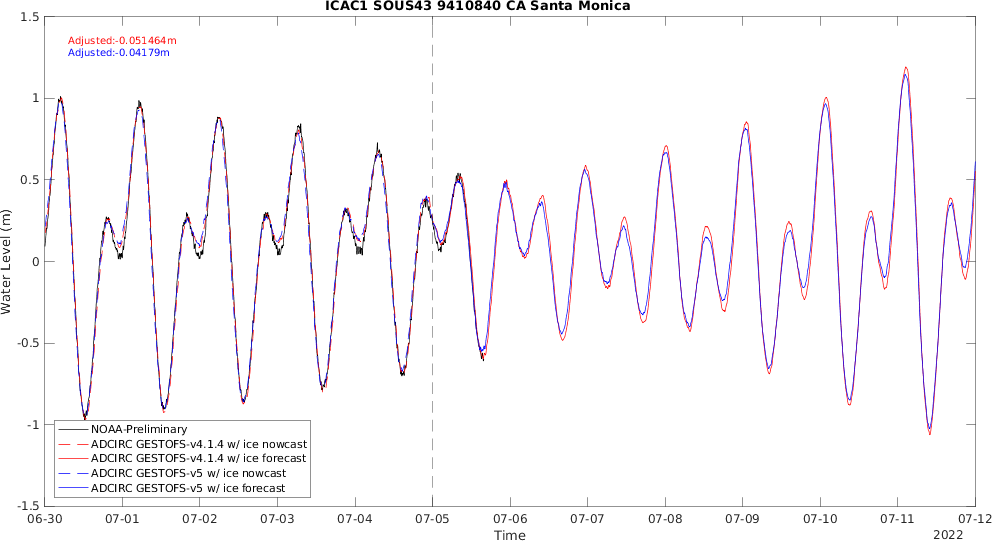 ICAC1 SOUS43 9410840 CA Santa Monica
Adjusted:-0.051464m
Adjusted:-0.04179m
1.5
1
0.5
0
-0.5
-1
-1.5
Water Level (m)
NOAA-Preliminary
ADCIRC GESTOFS-v4.1.4 w/ ice nowcast
ADCIRC GESTOFS-v4.1.4 w/ ice forecast
ADCIRC GESTOFS-v5 w/ ice nowcast
ADCIRC GESTOFS-v5 w/ ice forecast
06-30 07-01 07-02 07-03 07-04 07-05 07-06 07-07 07-08 07-09 07-10 07-11 07-12
Time
2022